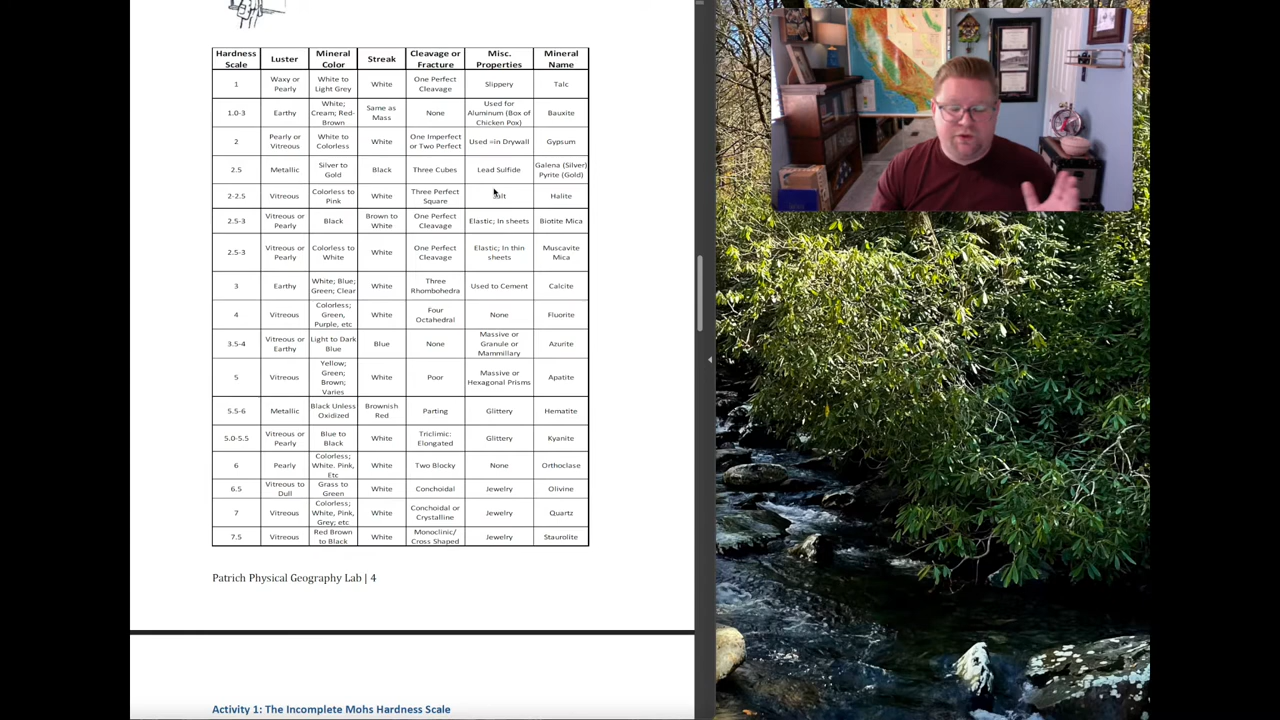 Hardness Scale Luster Mineral Color Streak Cleavage or Fracture Misc. Properties Mineral Name
1 Waxy or Pearly White to Light Grey White One Perfect Cleavage Slippery Talc
1.0-3 Earthy White; Cream; Red-Brown Same as Mass None Used for Aluminum (Box of Chicken Pox) Bauxite
2 Pearly or Vitreous White to Colorless White One Imperfect or Two Perfect Used =in Drywall Gypsum
2.5 Metallic Silver to Gold Black Three Cubes Lead Sulfide Galena (Silver) Pyrite (Gold)
2-2.5 Vitreous Colorless to Pink White Three Perfect Square Salt Halite
2.5-3 Vitreous or Pearly Black Brown to White One Perfect Cleavage Elastic; In sheets Biotite Mica
2.5-3 Vitreous or Pearly Colorless to White White One Perfect Cleavage Elastic; In thin sheets Muscavite Mica
3 Earthy White; Blue; Green; Clear White Three Rhombohedra Used to Cement Calcite
4 Vitreous Colorless; Green, Purple, etc White Four Octahedral None Fluorite
3.5-4 Vitreous or Earthy Light to Dark Blue Blue None Massive or Granule or Mammillary Azurite
5 Vitreous Yellow; Green; Brown; Varies White Poor Massive or Hexagonal Prisms Apatite
5.5-6 Metallic Black Unless Oxidized Brownish Red Parting Glittery Hematite
5.0-5.5 Vitreous or Pearly Blue to Black White Triclimic: Elongated Glittery Kyanite
6 Pearly Colorless; White. Pink, Etc White Two Blocky None Orthoclase
6.5 Vitreous to Dull Grass to Green White Conchoidal Jewelry Olivine
7 Vitreous Colorless; White, Pink, Grey; etc White Conchoidal or Crystalline Jewelry Quartz
7.5 Vitreous Red Brown to Black White Monoclinic/ Cross Shaped Jewelry Staurolite
Patrich Physical Geography Lab | 4
Activity 1: The Incomplete Mohs Hardness Scale